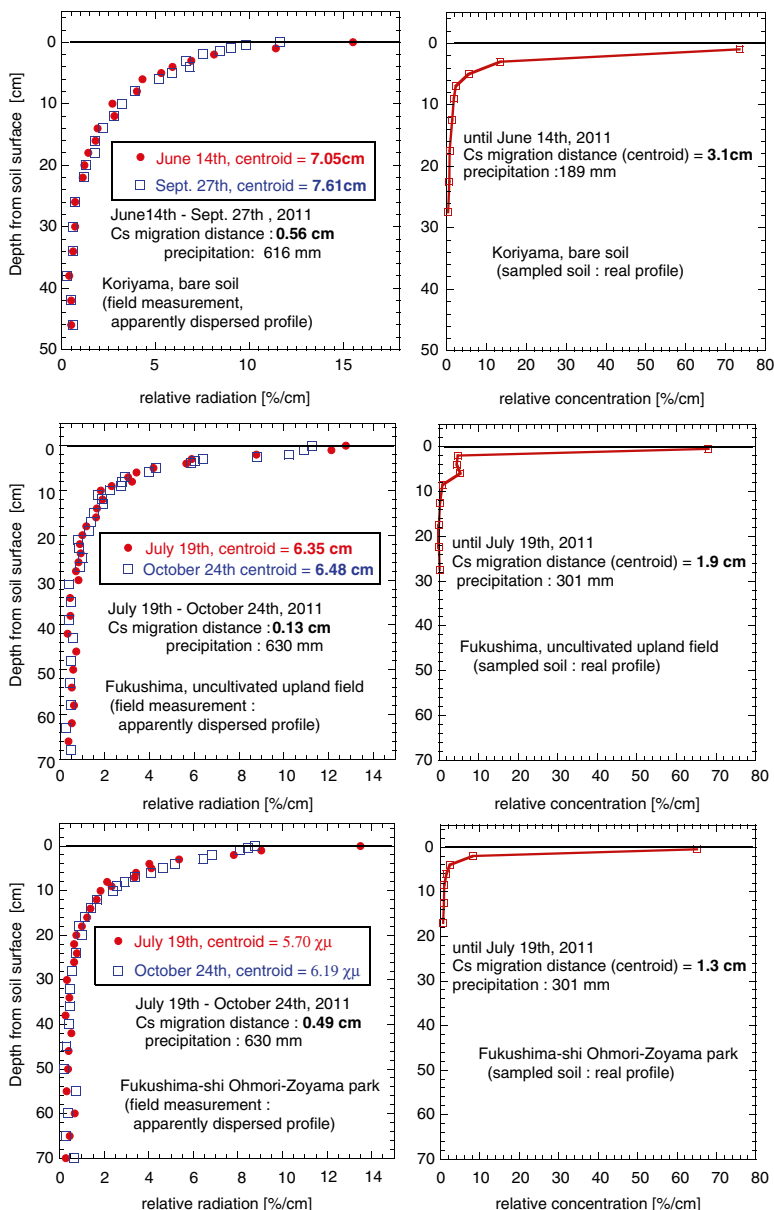 Depth from soil surface [cm]
0
10
20
30
40
50
June 14th, centroid = 7.05cm
Sept. 27th, centroid = 7.61cm
June14th - Sept. 27th , 2011
Cs migration distance : 0.56 cm
precipitation: 616 mm
Koriyama, bare soil
(field measurement,
apparently dispersed profile)
0 5 10 15
relative radiation [%/cm]
0
10
20
30
40
50
until June 14th, 2011
Cs migration distance (centroid) = 3.1cm
precipitation :189 mm
Koriyama, bare soil
(sampled soil : real profile)
0 10 20 30 40 50 60 70 80
relative concentration [%/cm]
Depth from soil surface [cm]
0
10
20
30
40
50
60
70
July 19th, centroid = 6.35 cm
October 24th centroid = 6.48 cm
July 19th - October 24th, 2011
Cs migration distance : 0.13 cm
precipitation : 630 mm
Fukushima, uncultivated upland field
(field measurement :
apparently dispersed profile)
0 2 4 6 8 10 12 14
relative radiation [%/cm]
0
10
20
30
40
50
60
70
until July 19th, 2011
Cs migration distance (centroid) = 1.9 cm
precipitation : 301 mm
Fukushima, uncultivated upland field
(sampled soil : real profile)
0 10 20 30 40 50 60 70 80
relative concentration [%/cm]
Depth from soil surface [cm]
0
10
20
30
40
50
60
70
July 19th, centroid = 5.70 χμ
October 24th, centroid = 6.19 χμ
July 19th - October 24th, 2011
Cs migration distance : 0.49 cm
precipitation : 630 mm
Fukushima-shi Ohmori-Zoyama park
(field measurement :
apparently dispersed profile)
0 2 4 6 8 10 12 14
relative radiation [%/cm]
0
10
20
30
40
50
60
70
until July 19th, 2011
Cs migration distance (centroid) = 1.3 cm
precipitation : 301 mm
Fukushima-shi Ohmori-Zoyama park
(sampled soil : real profile)
0 10 20 30 40 50 60 70 80
relative concentration [%/cm]